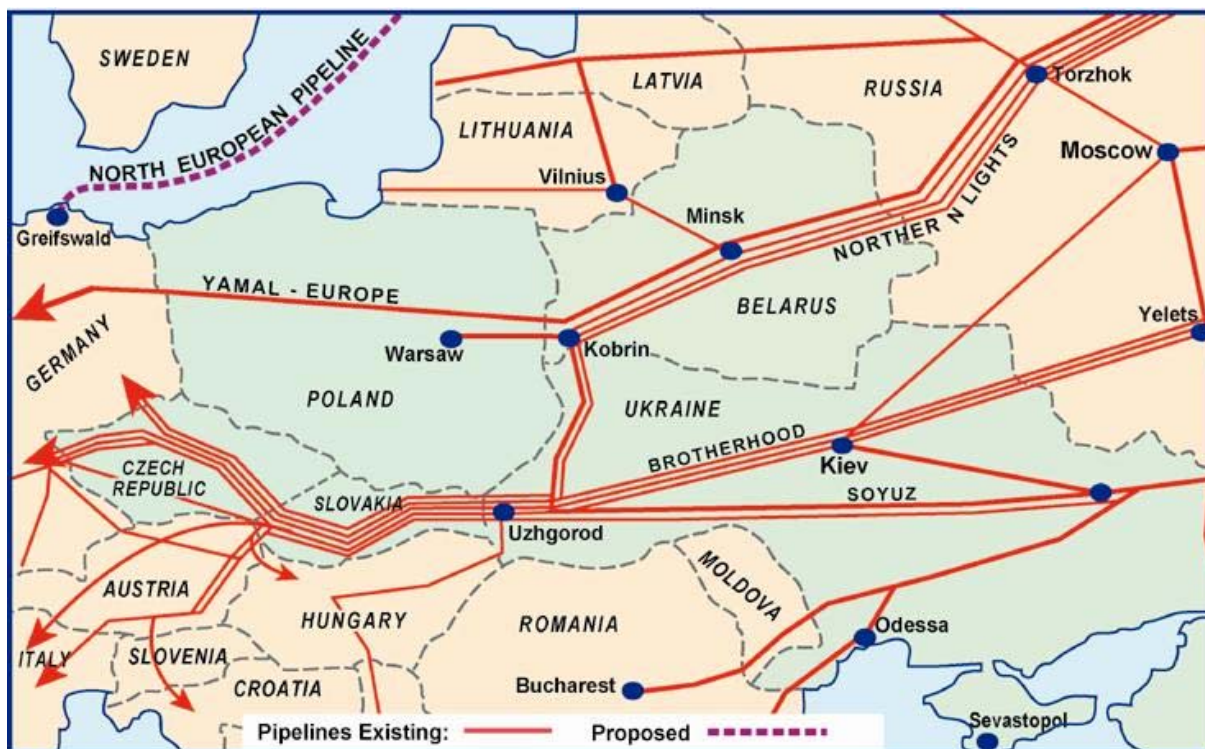 SWEDEN
NORTH EUROPEAN PIPELINE
LATVIA
RUSSIA
Torzhok
LITHUANIA
Moscow
Vilnius
Greifswald
Minsk
NORTHER N LIGHTS
YAMAL - EUROPE
BELARUS
Yelets
GERMANY
Warsaw
Kobrin
POLAND
UKRAINE
BROTHERHOOD
Kiev
CZECH
REPUBLIC
SLOVAKIA
SOYUZ
Uzhgorod
AUSTRIA
MOLDOVA
HUNGARY
ROMANIA
Odessa
ITALY
SLOVENIA
CROATIA
Bucharest
Sevastopol
Pipelines Existing:
Proposed